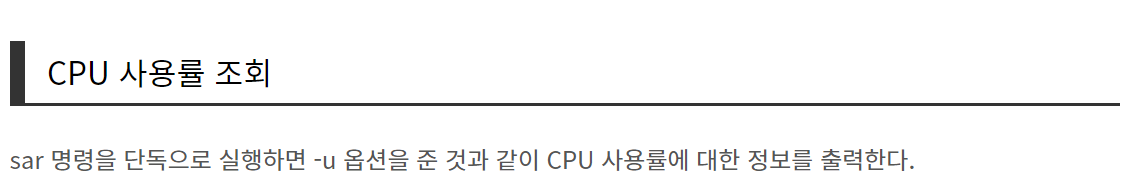 CPU 사용률 조회
sar 명령을 단독으로 실행하면 -u 옵션을 준 것과 같이 CPU 사용률에 대한 정보를 출력한다.